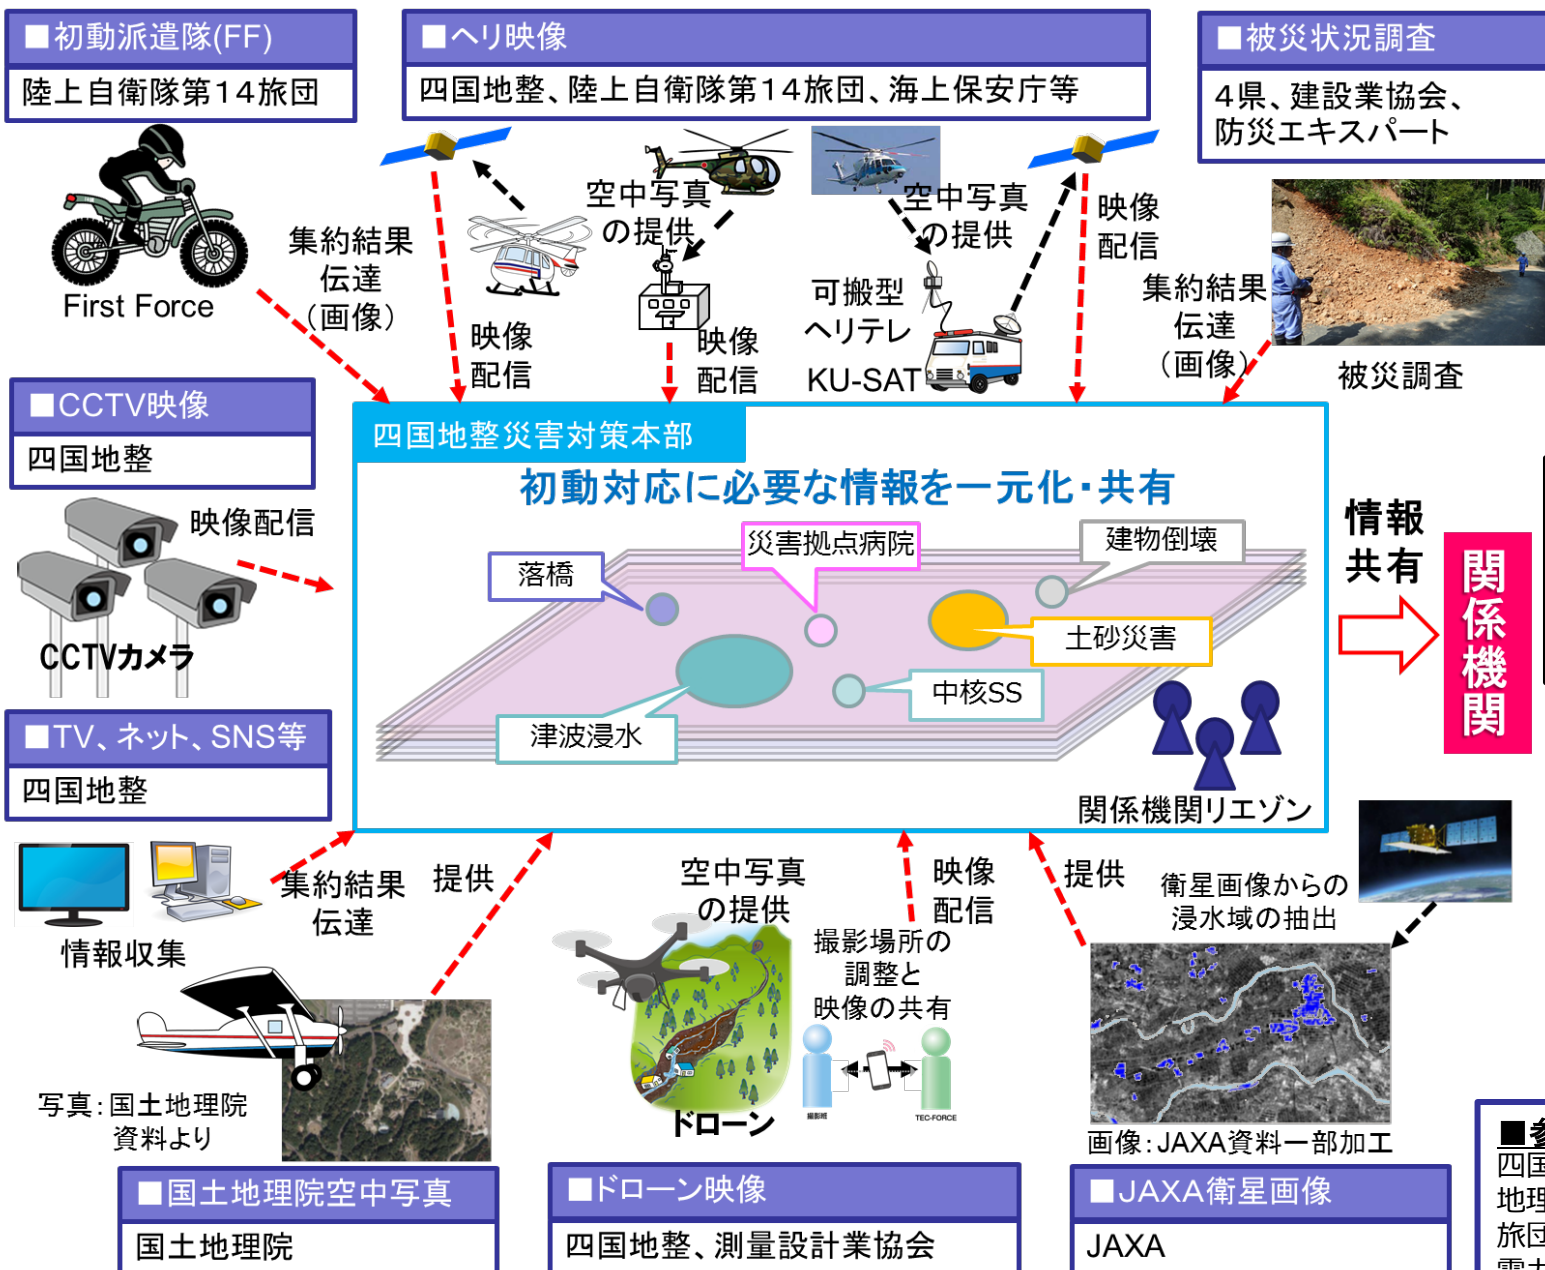 ■初動派遣隊(FF)
陸上自衛隊第14旅団
First Force
集約結果
伝達
（画像）
■ヘリ映像
四国地整、陸上自衛隊第14旅団、海上保安庁等
空中写真
の提供
空中写真
の提供
映像
配信
映像
配信
可搬型
ヘリテレ
KU-SAT
映像
配信
■被災状況調査
4県、建設業協会、
防災エキスパート
集約結果
伝達
（画像）
被災調査
■CCTV映像
四国地整
映像配信
CCTVカメラ
四国地整災害対策本部
初動対応に必要な情報を一元化・共有
落橋
災害拠点病院
建物倒壊
土砂災害
中核SS
津波浸水
関係機関リエゾン
情報
共有
関係機関
■TV、ネット、SNS等
四国地整
情報収集
集約結果
伝達
提供
写真：国土地理院
資料より
■国土地理院空中写真
国土地理院
空中写真
の提供
ドローン
映像
配信
撮影場所の
調整と
映像の共有
撮影班
TEC-FORCE
■ドローン映像
四国地整、測量設計業協会
提供
衛星画像からの
浸水域の抽出
画像：JAXA資料一部加工
■JAXA衛星画像
JAXA
四国
地理
旅団